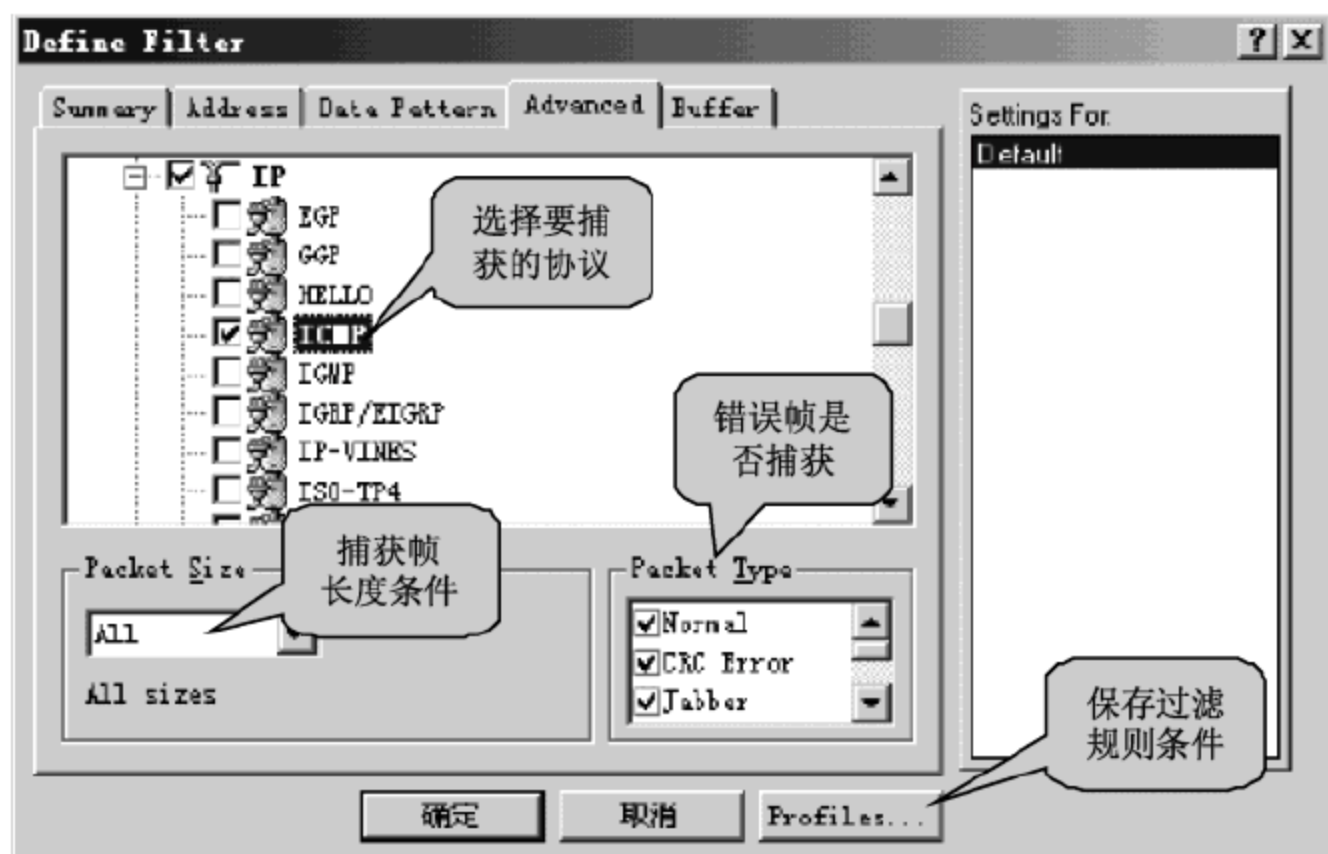 Define Filter
Summary
Address
Data Pattern
Advanced
Buffer
Settings For:
Default
IP
EGP
GGP
HELLO
ICMP
IGMP
IGRP/EIGRP
IP-VINES
ISO-TP4
选择要捕
获的协议
错误帧是
否捕获
捕获帧
长度条件
Packet Size
All
All sizes
Packet Type
Normal
CRC Error
Jabber
保存过滤
规则条件
确定
取消
Profiles...